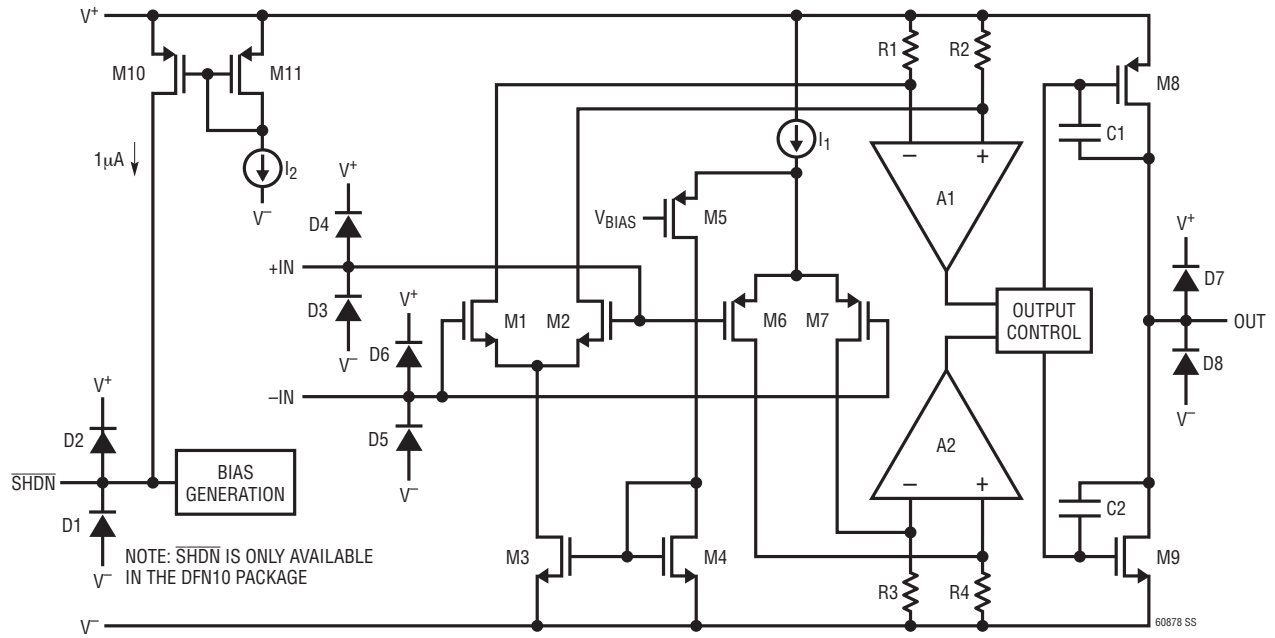 V+
M10
M11
R1
R2
M8
C1
1μA
I2
V–
I1
–
+
A1
V+
D4
VBIAS
M5
+IN
V+
D7
D3
V–
V+
D6
M1
M2
M6
M7
OUTPUT
CONTROL
OUT
D8
V–
–IN
V+
D5
V–
A2
–
+
D2
SHDN
BIAS
GENERATION
D1
V–
NOTE: SHDN IS ONLY AVAILABLE
IN THE DFN10 PACKAGE
M3
M4
C2
M9
R3
R4
V–
60878 SS